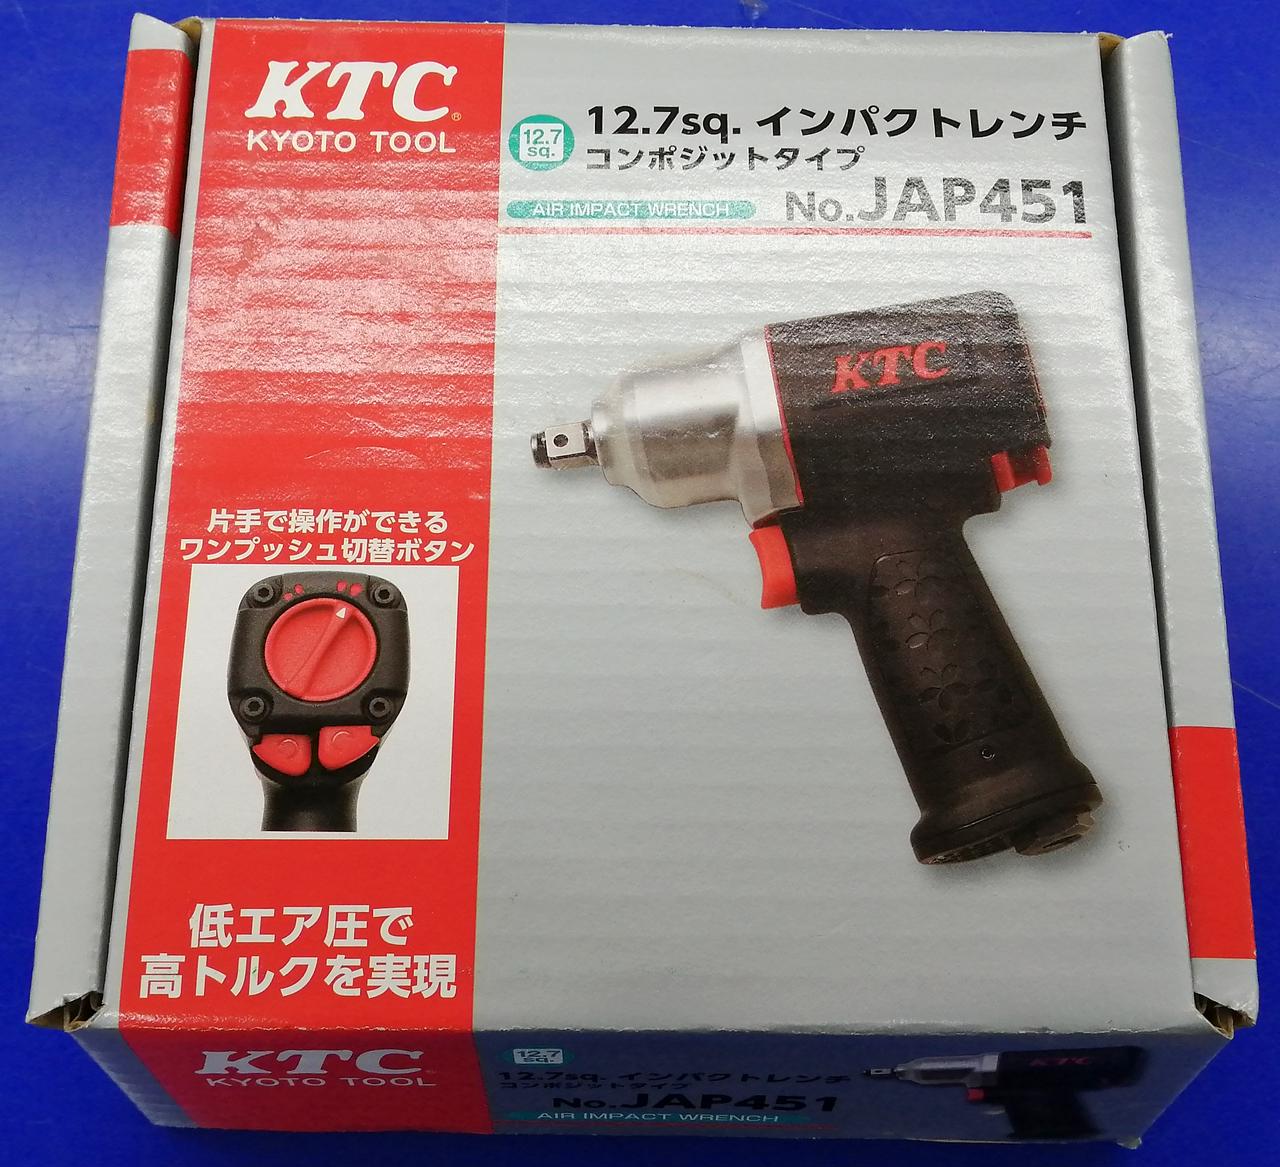 KTC®
KYOTO TOOL
12.7
sq.
12.7sq. インパクトレンチ
コンポジットタイプ
AIR IMPACT WRENCH
No.JAP451
KTC
片手で操作ができる
ワンプッシュ切替ボタン
低エア圧で
高トルクを実現
KTC®
KYOTO TOOL
12.7
sq.
12.7sq. インパクトレンチ
コンポジットタイプ
No.JAP451
AIR IMPACT WRENCH
KTC